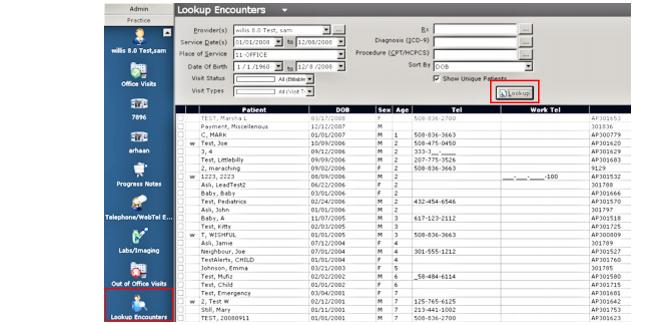 Admin
Practice
willis 8.0 Test,sam
Office Visits
7896
arhaan
Progress Notes
Telephone/WebTel E...
Labs/Imaging
Out of Office Visits
Lookup Encounters
Lookup Encounters
Provider(s) willis 8.0 Test, sam ... Rx ...
Service Date(s) 01/01/2008 to 12/08/2008 Diagnosis (ICD-9) ...
Place of Service 11-OFFICE Procedure (CPT/HCPCS) ...
Date Of Birth 1 /1 /1960 to 12/ 8 /2008 Sort By DOB
Visit Status All (Billable Show Unique Patients
Visit Types All (Visit T Lookup
Patient DOB Sex Age Tel Work Tel
TEST, Marsha L 03/17/2008 F 508-836-2700 AP301653
Payment, Miscellenous 12/12/2007 M 301836
C, MARK 01/01/2007 M 1 508-836-3663 AP300779
w Test, Joe 10/09/2006 M 2 508-475-0450 AP301620
3, 4 09/12/2006 M 2 333-3__-____ AP301629
Test, Littlebilly 09/09/2006 M 2 207-775-3526 AP301683
2, maraching 09/02/2006 M 2 508-836-3663 9129
w 1223, 2223 08/09/2006 M 2 ___-___-____-100 AP301532
Asli, LeadTest2 06/22/2006 F 2 301788
Baby, Baby 03/01/2006 F 2 AP301666
Test, Pediatrics 02/24/2006 M 2 432-454-6546 AP301570
Asli, John 01/01/2006 M 2 301797
Baby, A 11/07/2005 M 3 617-123-2112 AP301518
Test, Kitty 02/03/2005 M 3 AP301725
w T, WISHFUL 01/01/2005 M 3 508-836-3663 AP300809
Asli, Jamie 07/12/2004 F 4 301789
Neighbour, Joe 07/01/2004 M 4 301-555-1212 AP301527
TestAlerts, CHILD 01/01/2004 F 4 AP301760
Johnson, Emma 03/21/2003 F 5 301785
Test, Mufiz 02/02/2002 M 6 _58-484-6114 AP301580
Test, Child 01/01/2002 F 6 AP301715
Test, Emergency 03/04/2001 F 7 AP301681
w 2, Test W 02/12/2001 M 7 125-765-6125 AP301642
Still, Mary 01/11/2001 M 7 213-441-1002 AP301753
TEST, 20080911 01/01/2001 M 7 508-836-2700 AP301623